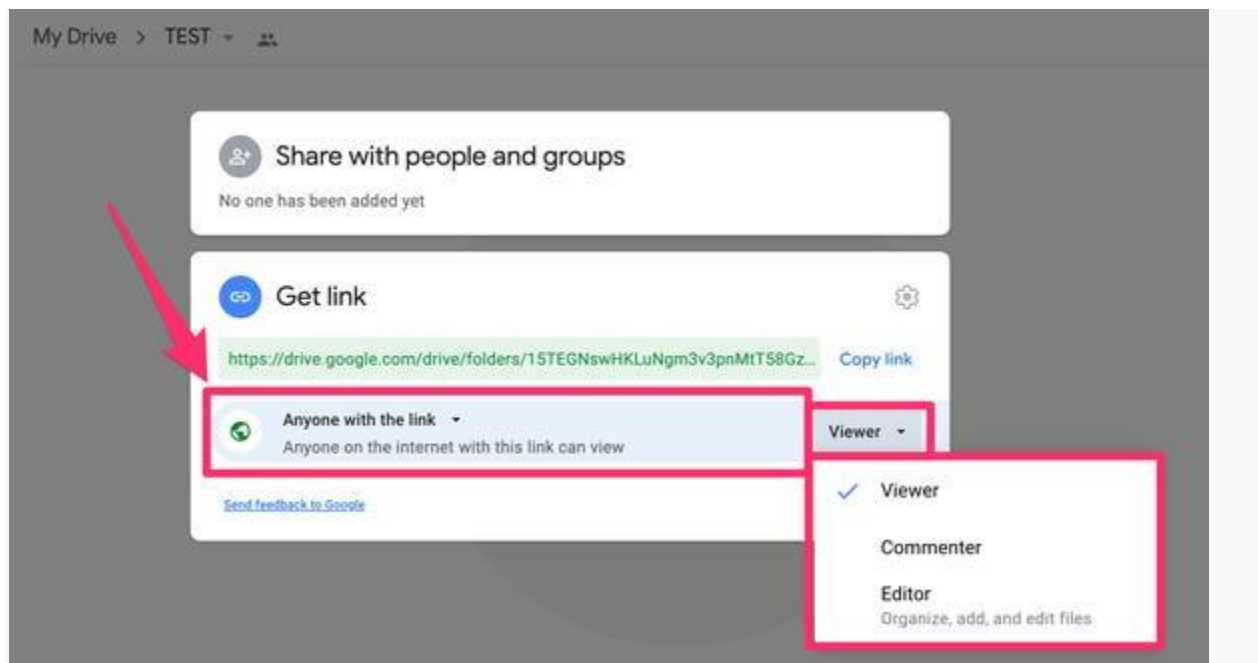 My Drive > TEST
Share with people and groups
No one has been added yet
Get link
https://drive.google.com/drive/folders/15TEGNswHKLuNgm3v3pnMtT58Gz...
Copy link
Anyone with the link
Anyone on the internet with this link can view
Viewer
Send feedback to Google
Viewer
Commenter
Editor
Organize, add, and edit files